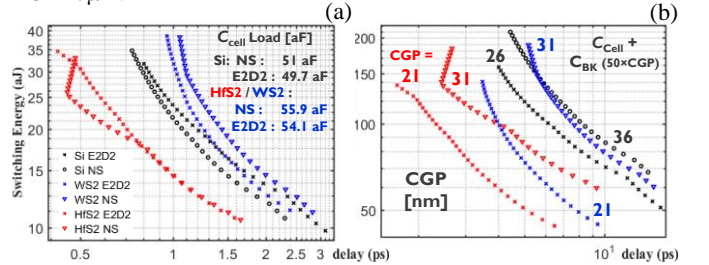 (a)
(b)
Switching Energy (aJ)
40
35
30
25
20
15
10
C_cell Load [aF]
Si: NS : 51 aF
E2D2 : 49.7 aF
HfS2 / WS2 :
NS : 55.9 aF
E2D2 : 54.1 aF
Si E2D2
Si NS
WS2 E2D2
WS2 NS
HfS2 E2D2
HfS2 NS
0.5
1
1.5
2
2.5
3
delay (ps)
200
150
100
50
CGP =
21
31
26
31
C_Cell +
C_BK (50×CGP)
36
21
CGP
[nm]
10¹
delay (ps)